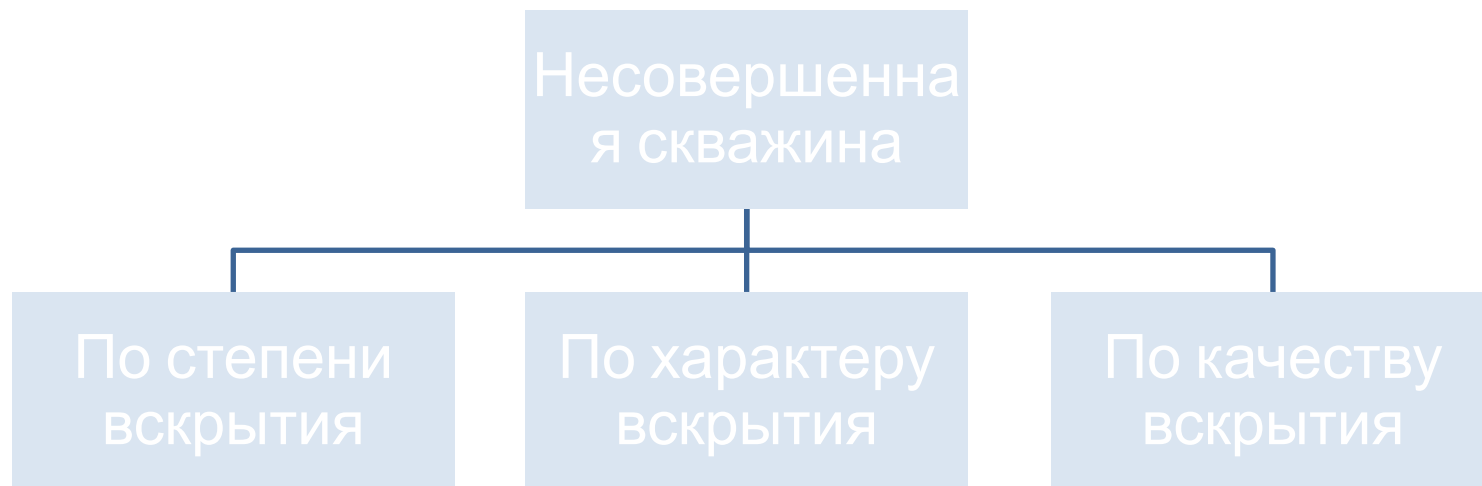 Несовершенна
я скважина
По степени
вскрытия
По характеру
вскрытия
По качеству
вскрытия